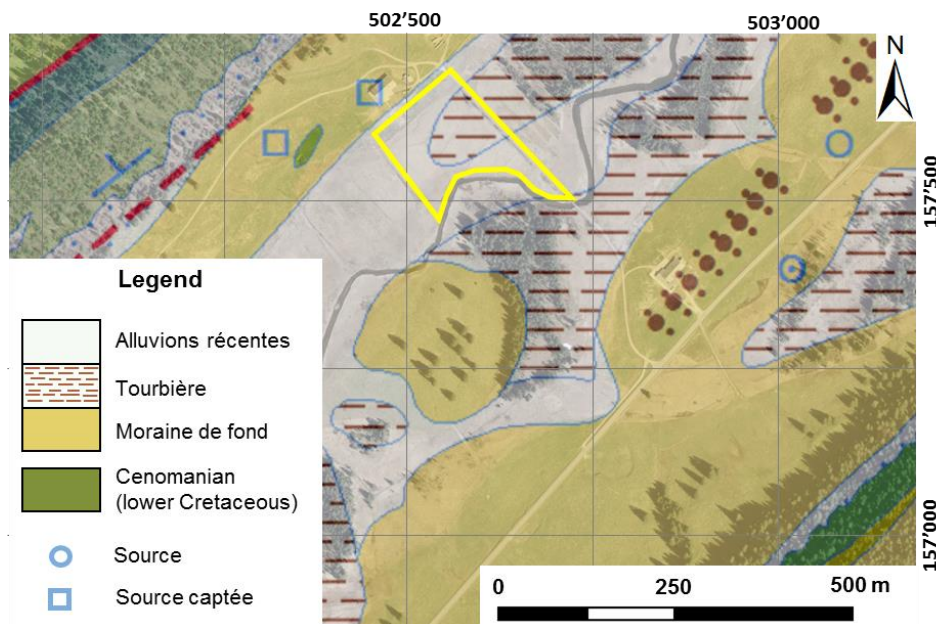 502’500
503’000
N
157’500
Legend
Alluvions récentes
Tourbière
Moraine de fond
Cenomanian
(lower Cretaceous)
Source
Source captée
157’000
0 250 500 m